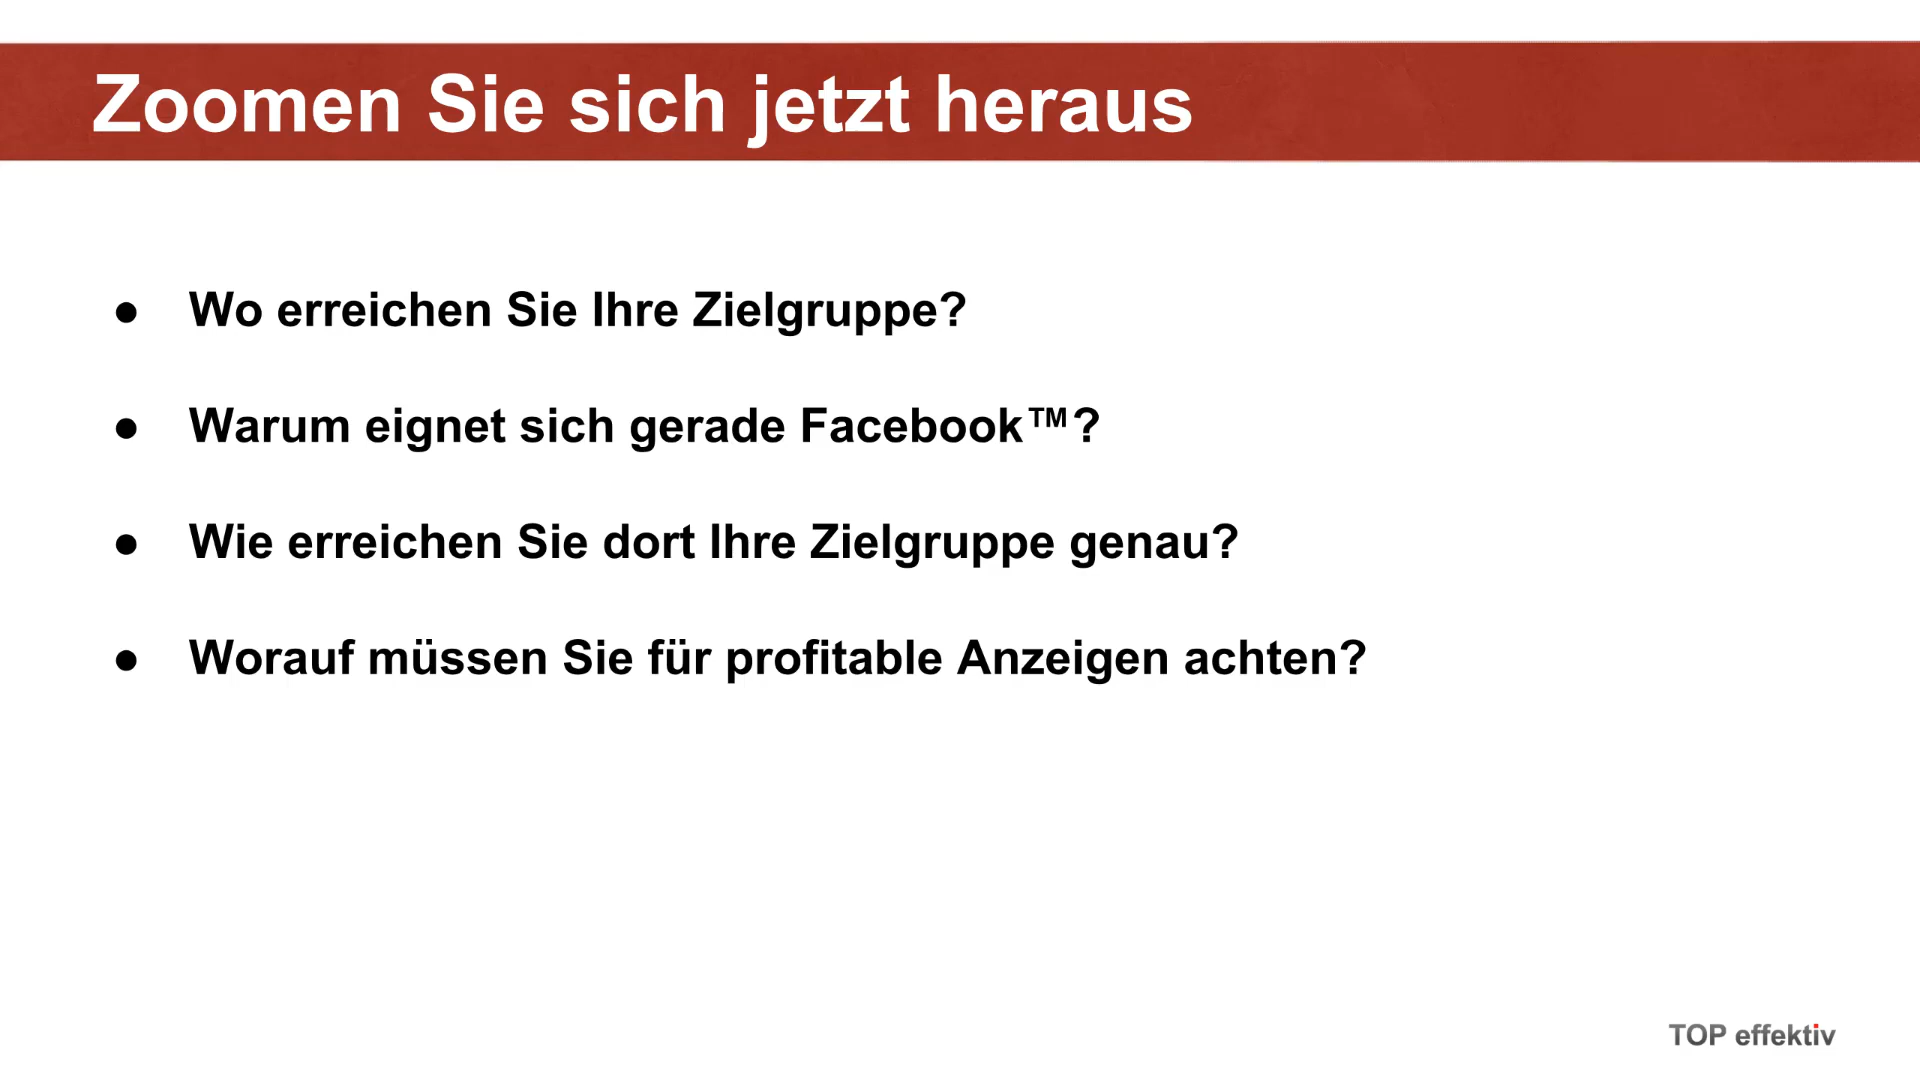 Zoomen Sie sich jetzt heraus
● Wo erreichen Sie Ihre Zielgruppe?
● Warum eignet sich gerade Facebook™?
● Wie erreichen Sie dort Ihre Zielgruppe genau?
● Worauf müssen Sie für profitable Anzeigen achten?
TOP effektiv